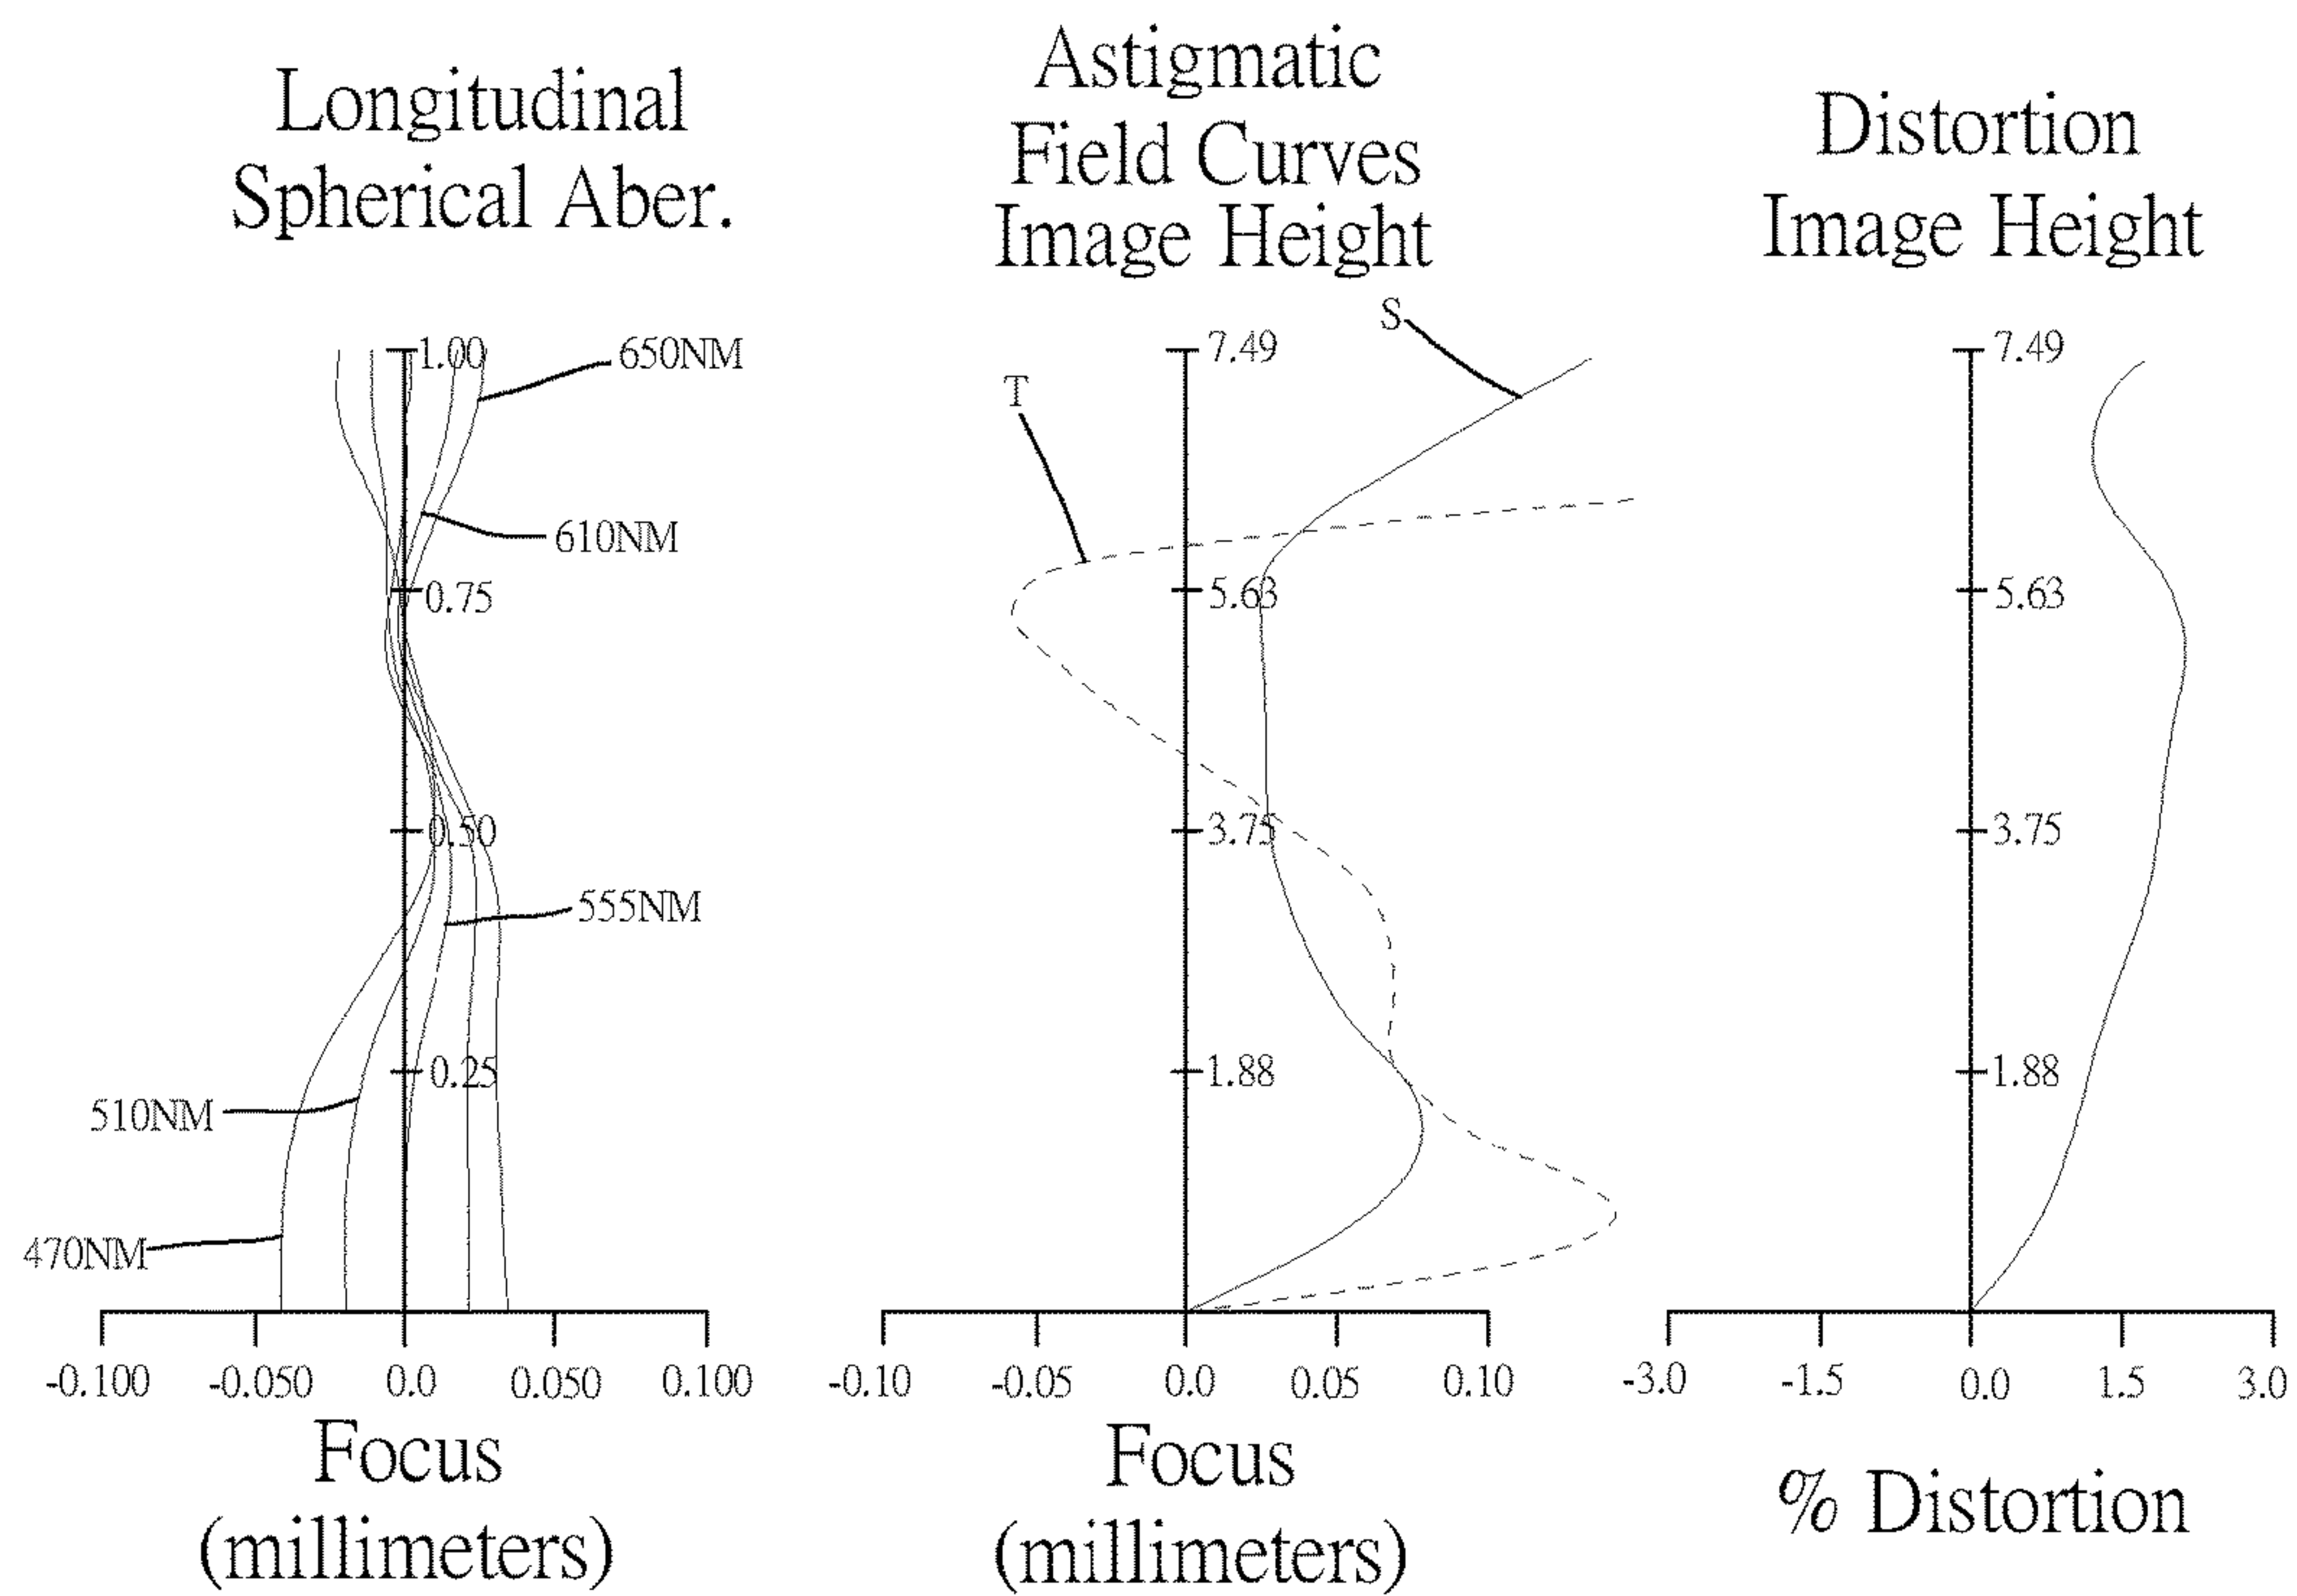 Longitudinal
Spherical Aber.
1.00
650NM
610NM
0.75
0.50
555NM
0.25
510NM
470NM
-0.100
-0.050
0.0
0.050
0.100
Focus
(millimeters)
Astigmatic
Field Curves
Image Height
S
7.49
T
5.63
3.75
1.88
-0.10
-0.05
0.0
0.05
0.10
Focus
(millimeters)
Distortion
Image Height
7.49
5.63
3.75
1.88
-3.0
-1.5
0.0
1.5
3.0
% Distortion